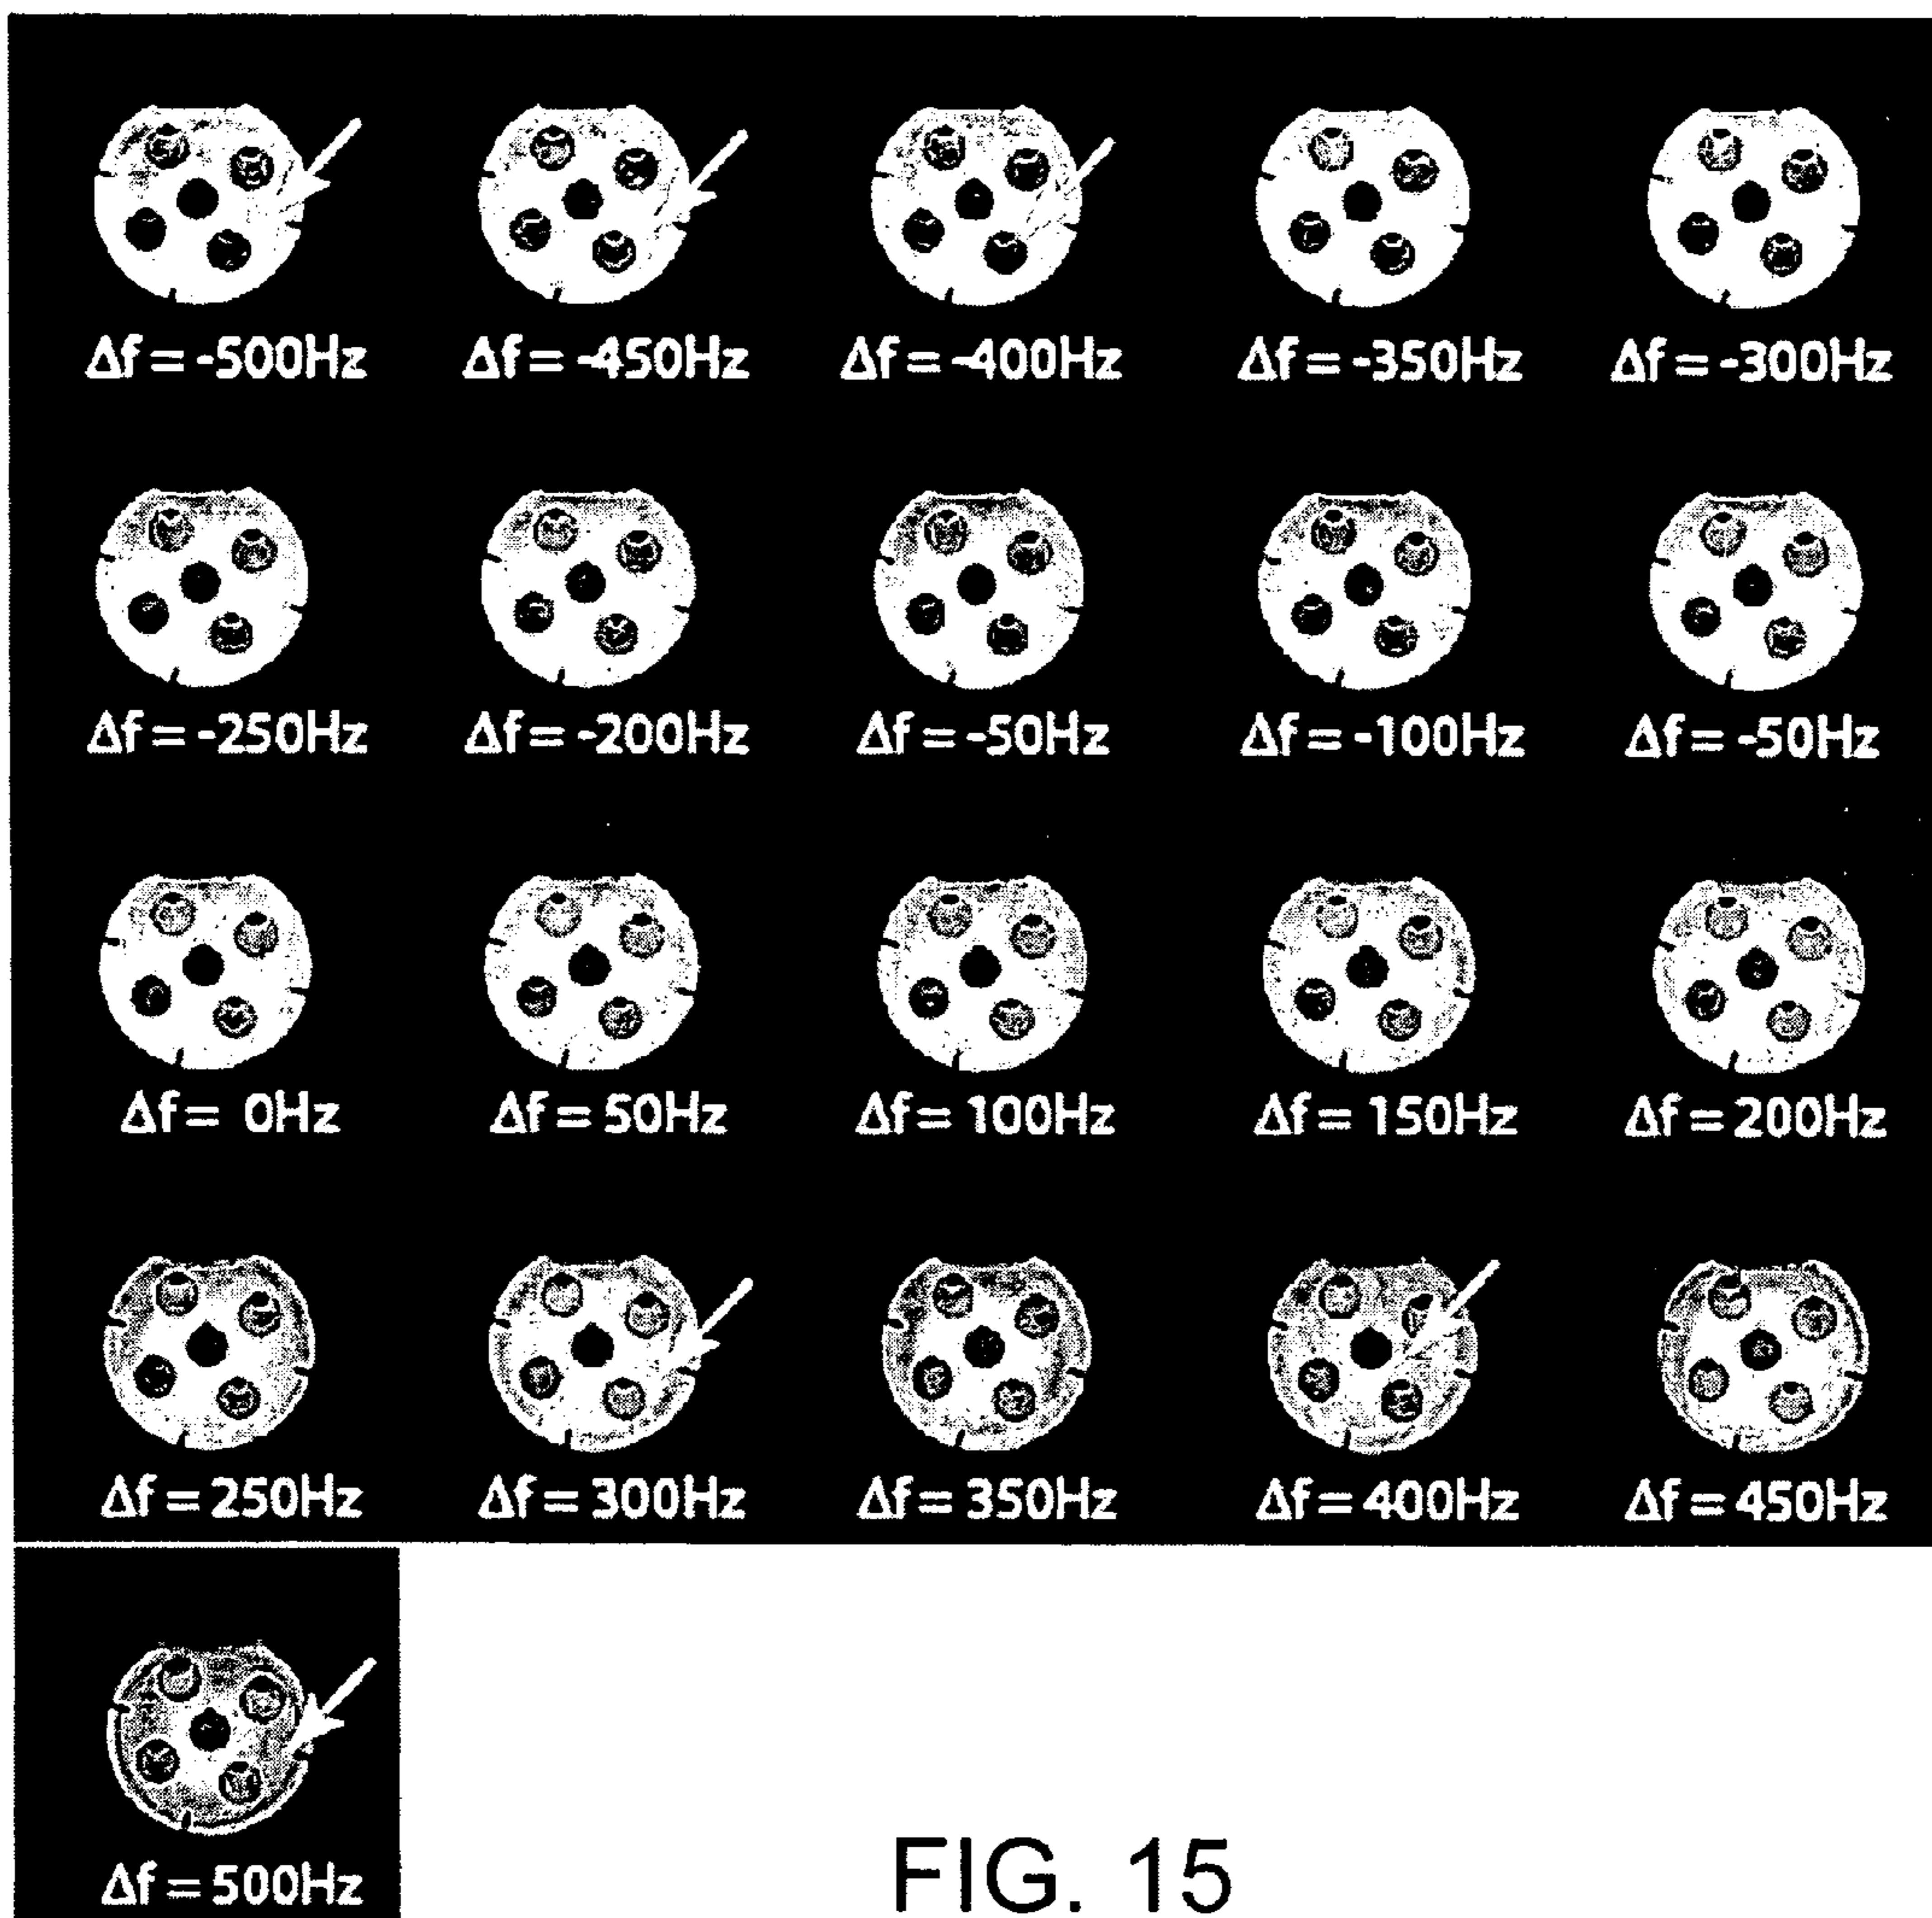 Δf = -500Hz Δf = -450Hz Δf = -400Hz Δf = -350Hz Δf = -300Hz
Δf = -250Hz Δf = -200Hz Δf = -50Hz Δf = -100Hz Δf = -50Hz
Δf = 0Hz Δf = 50Hz Δf = 100Hz Δf = 150Hz Δf = 200Hz
Δf = 250Hz Δf = 300Hz Δf = 350Hz Δf = 400Hz Δf = 450Hz
Δf = 500Hz
FIG. 15